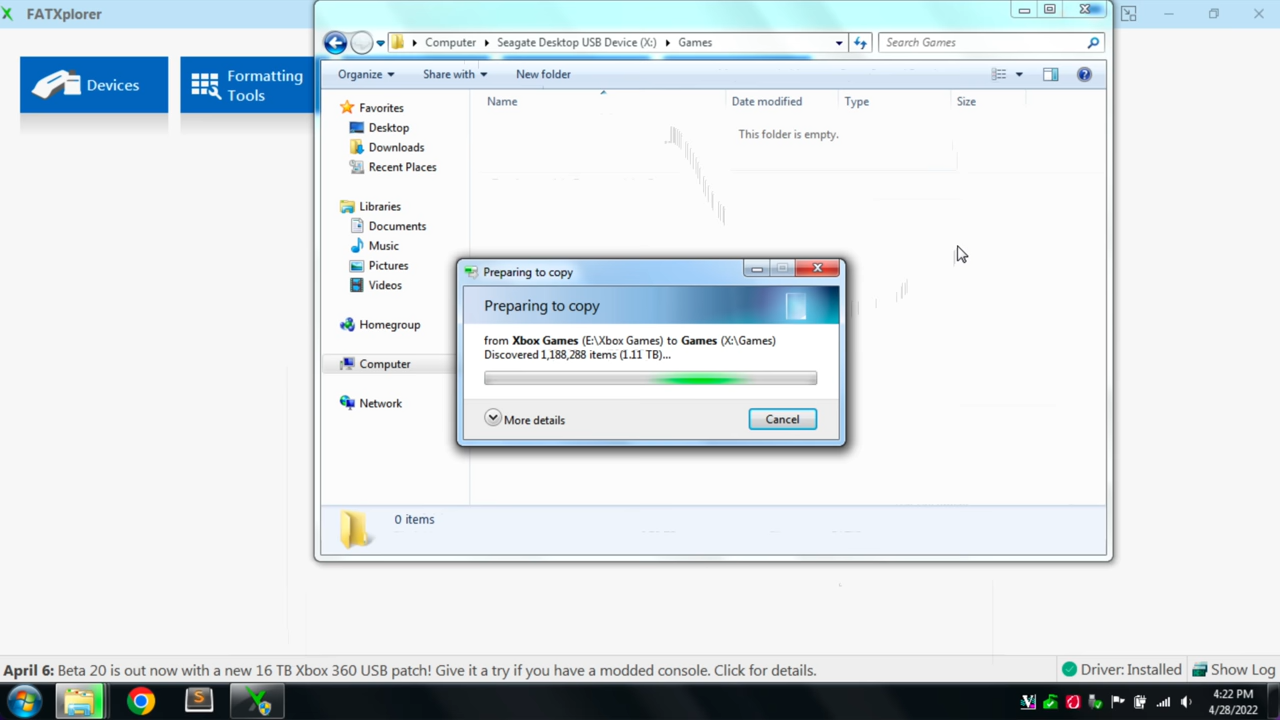 FATXplorer
Devices
Formatting
Tools
Computer
Seagate Desktop USB Device (X:)
Games
Search Games
Organize
Share with
New folder
Name
Date modified
Type
Size
This folder is empty.
Favorites
Desktop
Downloads
Recent Places
Libraries
Documents
Music
Pictures
Videos
Homegroup
Computer
Network
Preparing to copy
Preparing to copy
from Xbox Games (E:\Xbox Games) to Games (X:\Games)
Discovered 1,188,288 items (1.11 TB)...
More details
Cancel
0 items
April 6: Beta 20 is out now with a new 16 TB Xbox 360 USB patch! Give it a try if you have a modded console. Click for details.
Driver: Installed
Show Log
4:22 PM
4/28/2022